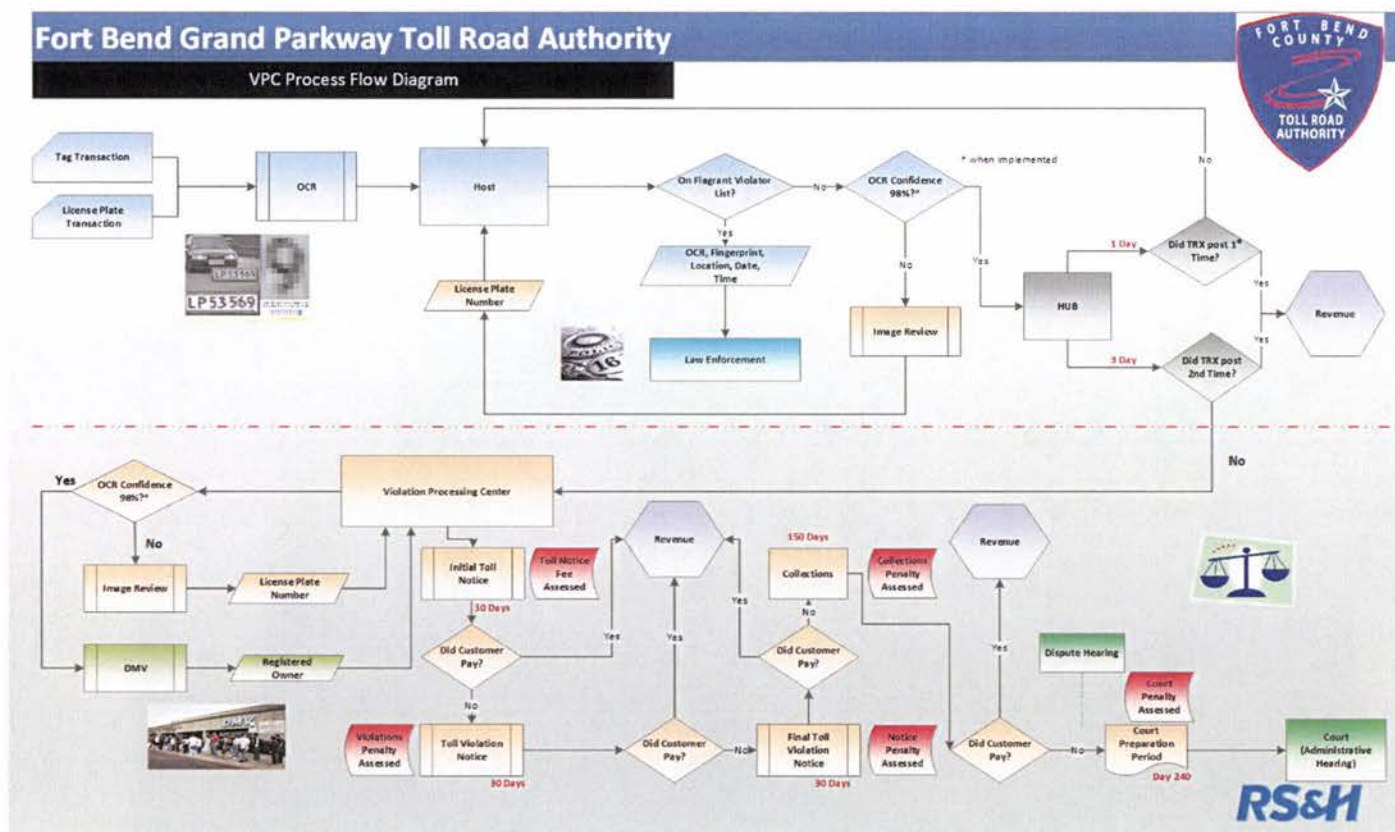 Fort Bend Grand Parkway Toll Road Authority
VPC Process Flow Diagram
FORT BEND
COUNTY
TOLL ROAD
AUTHORITY
Tag Transaction
License Plate
Transaction
OCR
Host
On Flagrant Violator
List?
No
OCR Confidence
98%?*
* when implemented
No
Yes
OCR, Fingerprint,
Location, Date,
Time
Law Enforcement
License Plate
Number
LP53569
LP53569
16
No
Image Review
Yes
HUB
1 Day
Did TRX post 1st
Time?
Yes
3 Day
Did TRX post
2nd Time?
Yes
Revenue
No
Yes
OCR Confidence
98%?*
No
Image Review
License Plate
Number
DMV
Registered
Owner
Violation Processing Center
Initial Toll
Notice
Toll Notice
Fee
Assessed
30 Days
Did Customer
Pay?
Yes
No
Violations
Penalty
Assessed
Toll Violation
Notice
30 Days
Revenue
Yes
Did Customer
Pay?
No
Final Toll
Violation
Notice
30 Days
Notice
Penalty
Assessed
Did Customer
Pay?
Yes
No
150 Days
Collections
Collections
Penalty
Assessed
Revenue
Yes
Did Customer
Pay?
No
Dispute Hearing
Court
Penalty
Assessed
Court
Preparation
Period
Day 240
Court
(Administrative
Hearing)
RS&H